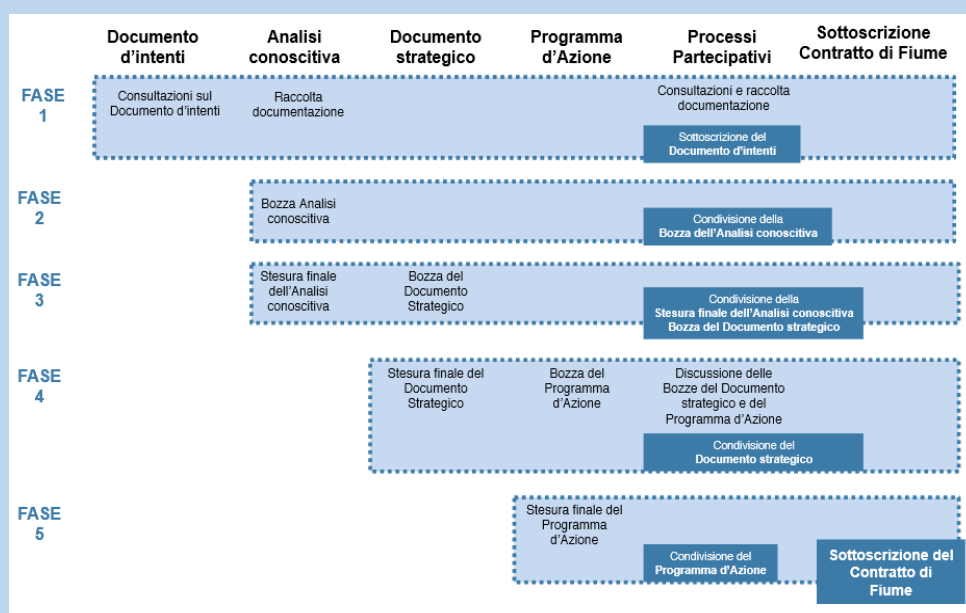 Documento
d'intenti
Analisi
conoscitiva
Documento
strategico
Programma
d'Azione
Processi
Partecipativi
Sottoscrizione
Contratto di Fiume
FASE
1
Consultazioni sul
Documento d'intenti
Raccolta
documentazione
Consultazioni e raccolta
documentazione
Sottoscrizione del
Documento d'intenti
FASE
2
Bozza Analisi
conoscitiva
Condivisione della
Bozza dell'Analisi conoscitiva
FASE
3
Stesura finale
dell'Analisi
conoscitiva
Bozza del
Documento
Strategico
Condivisione della
Stesura finale dell'Analisi conoscitiva
Bozza del Documento strategico
FASE
4
Stesura finale del
Documento
Strategico
Bozza del
Programma
d'Azione
Discussione delle
Bozze del Documento
strategico e del
Programma d'Azione
Condivisione del
Documento strategico
FASE
5
Stesura finale del
Programma
d'Azione
Condivisione del
Programma d'Azione
Sottoscrizione del
Contratto di
Fiume